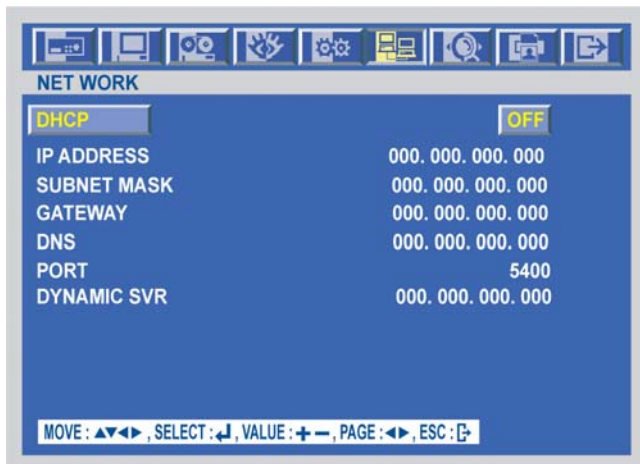 NET WORK
DHCP OFF
IP ADDRESS 000. 000. 000. 000
SUBNET MASK 000. 000. 000. 000
GATEWAY 000. 000. 000. 000
DNS 000. 000. 000. 000
PORT 5400
DYNAMIC SVR 000. 000. 000. 000
MOVE : ▲▼◀▶ , SELECT : ↲ , VALUE : + — , PAGE : ◀▶ , ESC :